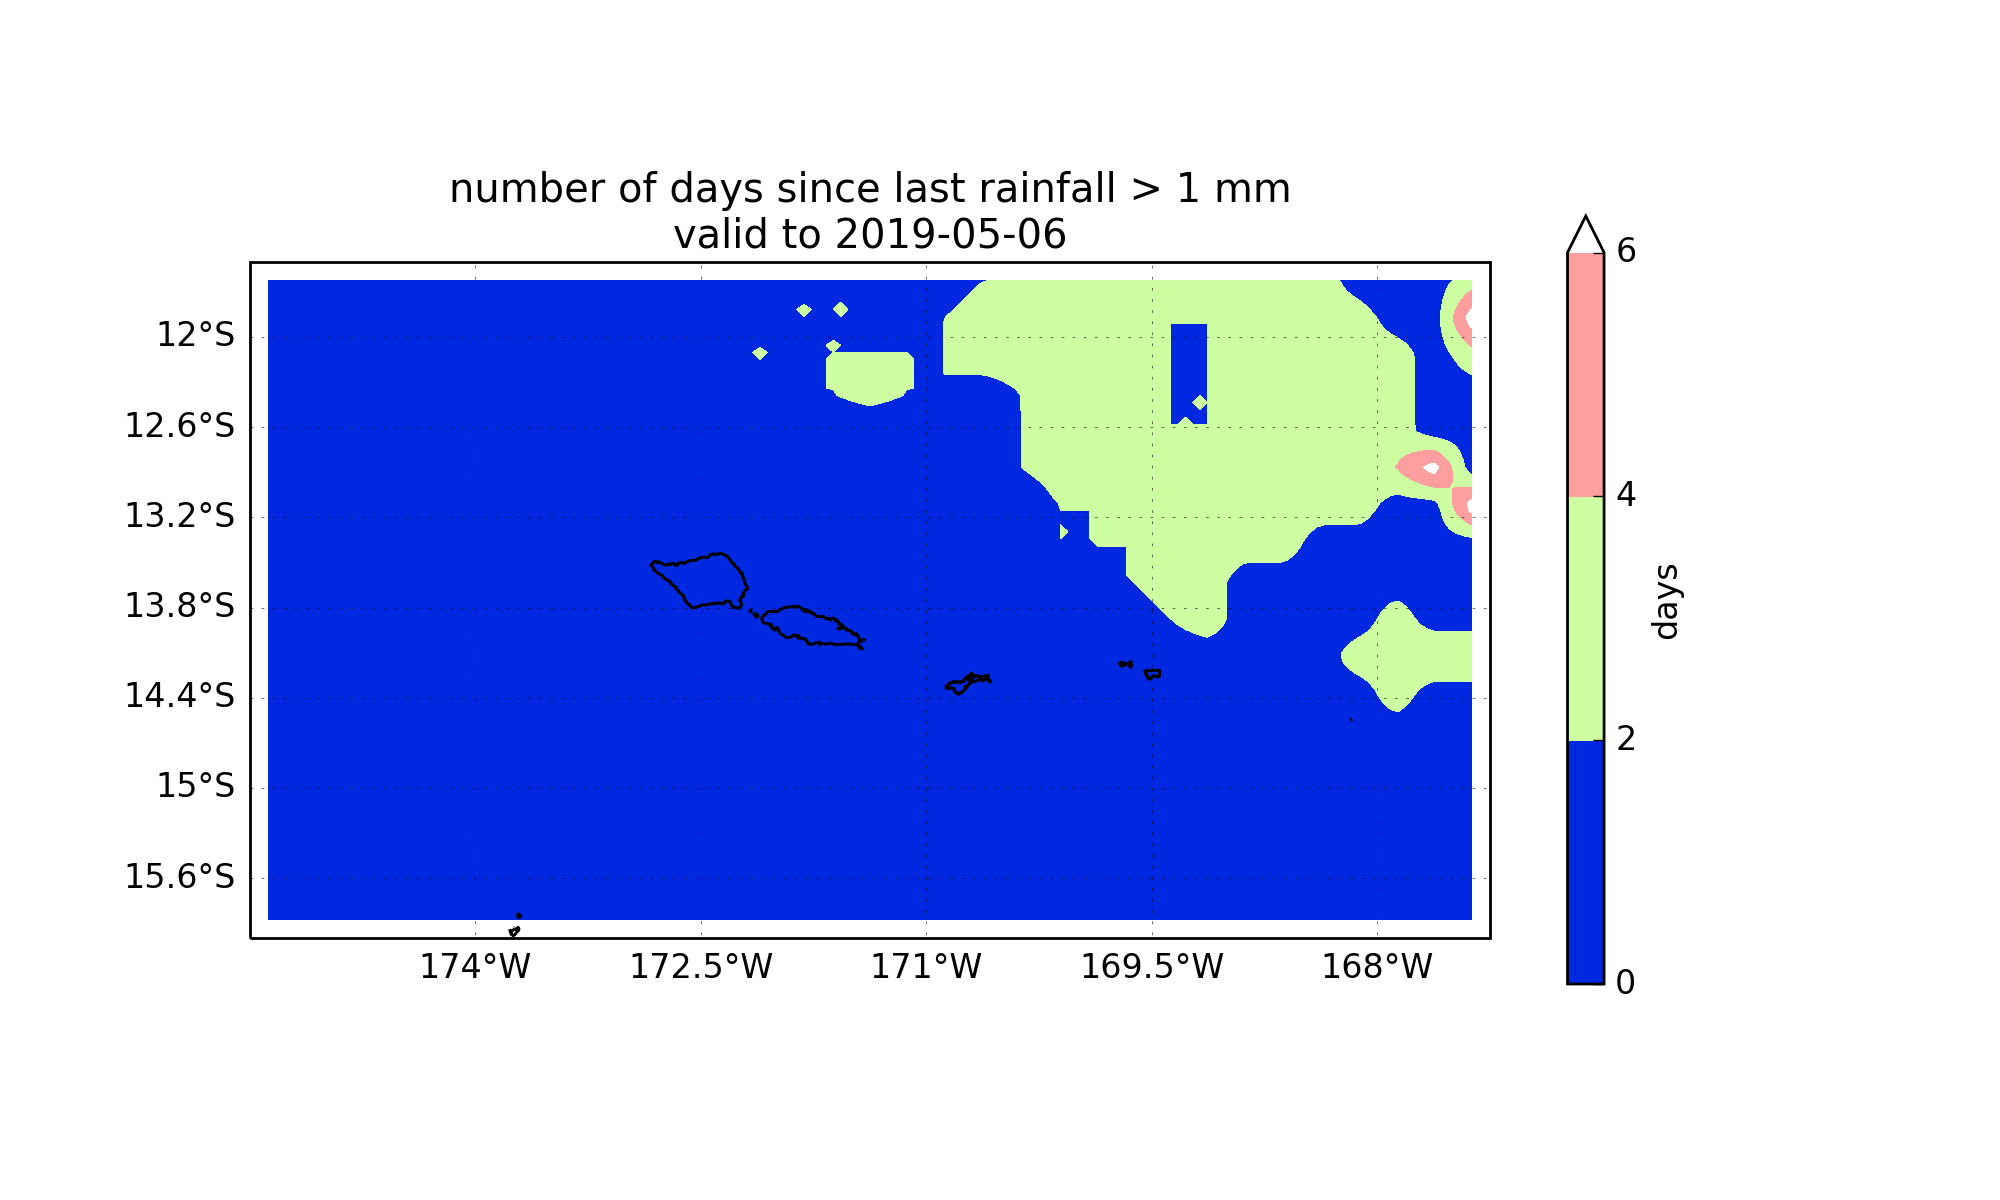 number of days since last rainfall > 1 mm
valid to 2019-05-06
12°S
12.6°S
13.2°S
13.8°S
14.4°S
15°S
15.6°S
174°W 172.5°W 171°W 169.5°W 168°W
6
4
2
0
days